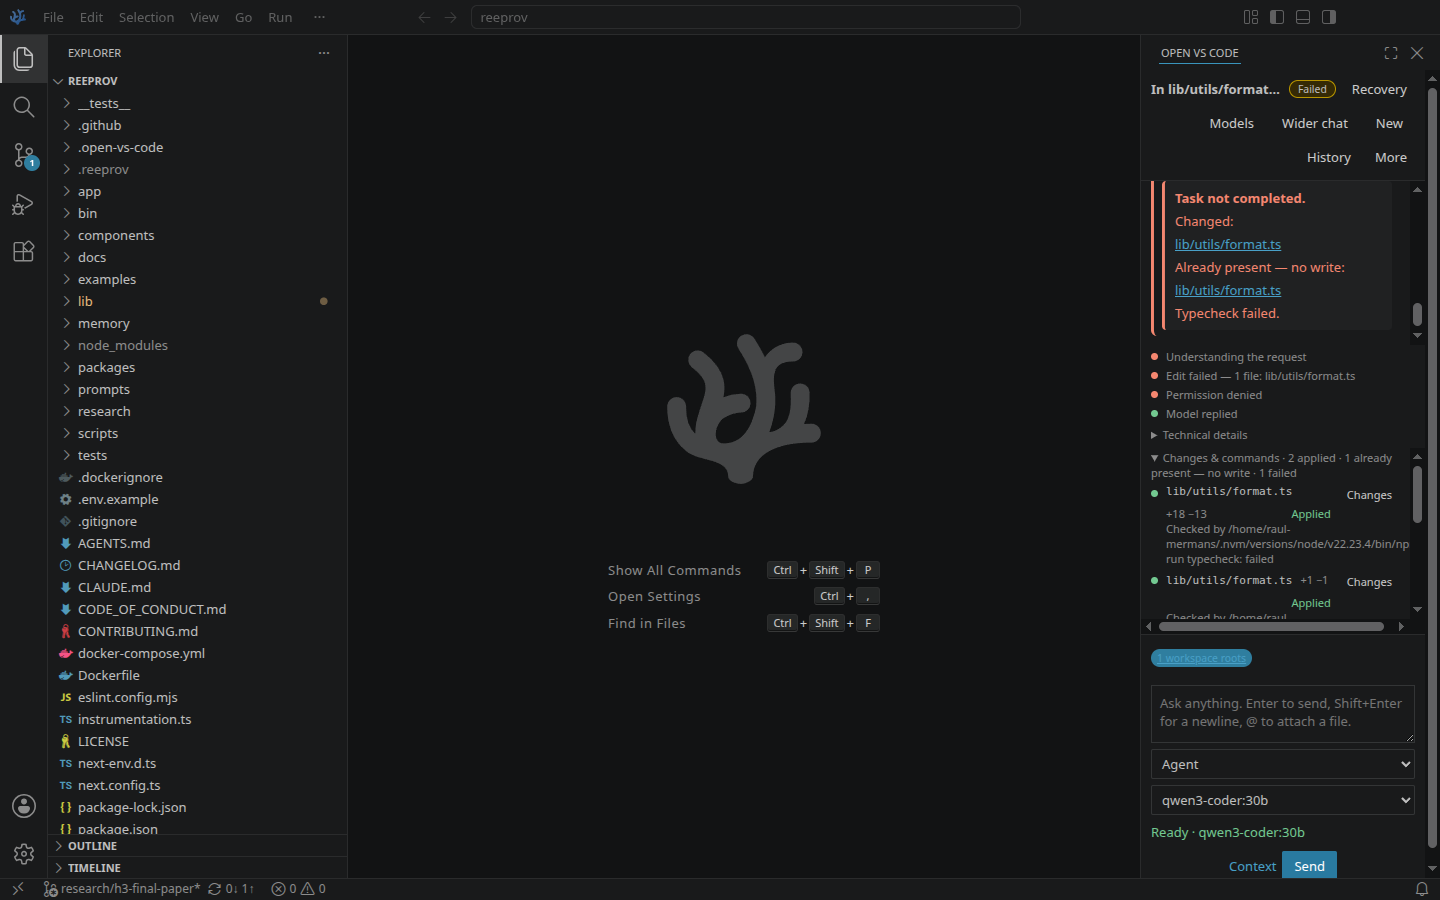 File Edit Selection View Go Run ···
reeprov
EXPLORER
REEPROV
__tests__
.github
.open-vs-code
.reeprov
app
bin
components
docs
examples
lib
memory
node_modules
packages
prompts
research
scripts
tests
.dockerignore
.env.example
.gitignore
AGENTS.md
CHANGELOG.md
CLAUDE.md
CODE_OF_CONDUCT.md
CONTRIBUTING.md
docker-compose.yml
Dockerfile
JS eslint.config.mjs
TS instrumentation.ts
LICENSE
TS next-env.d.ts
TS next.config.ts
{ } package-lock.json
{ } package.json
OUTLINE
TIMELINE
1
Show All Commands Ctrl + Shift + P
Open Settings Ctrl + ,
Find in Files Ctrl + Shift + F
OPEN VS CODE
In lib/utils/format... Failed Recovery
Models Wider chat New
History More
Task not completed.
Changed:
lib/utils/format.ts
Already present — no write:
lib/utils/format.ts
Typecheck failed.
Understanding the request
Edit failed — 1 file: lib/utils/format.ts
Permission denied
Model replied
Technical details
Changes & commands · 2 applied · 1 already
present — no write · 1 failed
lib/utils/format.ts Changes
+18 −13 Applied
Checked by /home/raul-
mermans/.nvm/versions/node/v22.23.4/bin/np
run typecheck: failed
lib/utils/format.ts +1 −1 Changes
Applied
Checked by /home/raul-
1 workspace roots
Ask anything. Enter to send, Shift+Enter
for a newline, @ to attach a file.
Agent
qwen3-coder:30b
Ready · qwen3-coder:30b
Context Send
research/h3-final-paper* 0↓ 1↑ 0 0